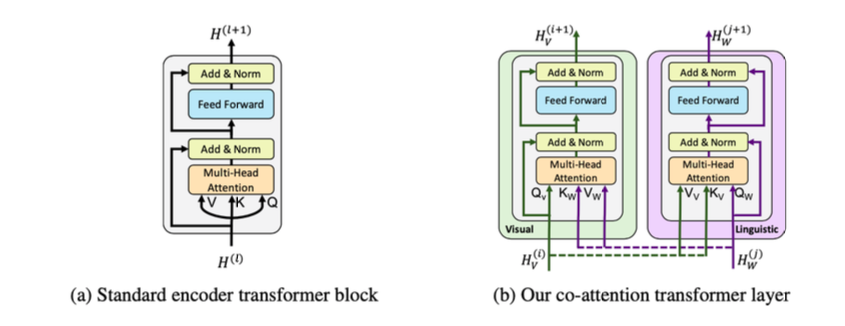 H^(l+1)
Add & Norm
Feed Forward
Add & Norm
Multi-Head
Attention
V K Q
H^(l)
(a) Standard encoder transformer block
H_V^(i+1) H_W^(j+1)
Add & Norm Add & Norm
Feed Forward Feed Forward
Add & Norm Add & Norm
Multi-Head Multi-Head
Attention Attention
Q_V K_W V_W V_V K_V Q_W
Visual Linguistic
H_V^(i) H_W^(j)
(b) Our co-attention transformer layer